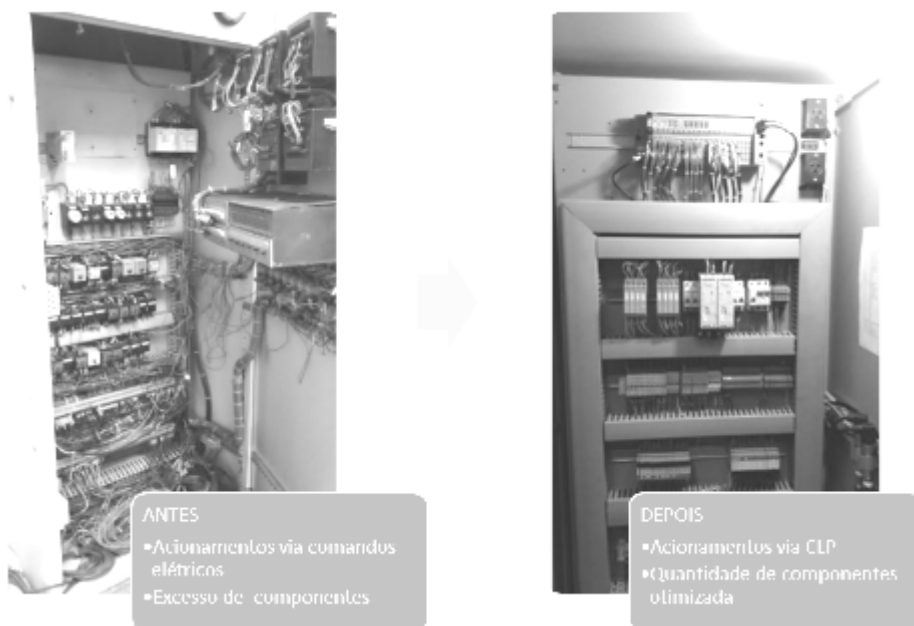 ANTES
•Acionamentos via comandos
elétricos
•Excesso de componentes
DEPOIS
•Acionamentos via CLP
•Quantidade de componentes
otimizada